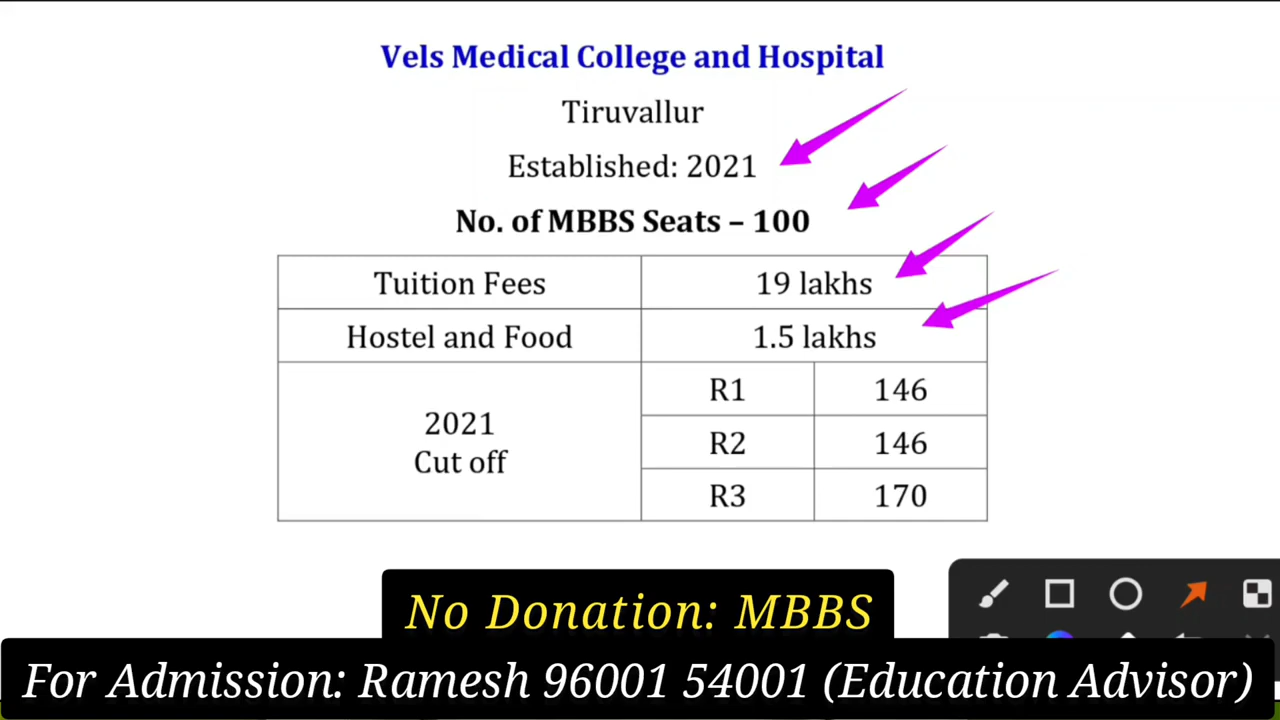 Vels Medical College and Hospital
Tiruvallur
Established: 2021
No. of MBBS Seats – 100
Tuition Fees 19 lakhs
Hostel and Food 1.5 lakhs
2021 Cut off
R1 146
R2 146
R3 170
No Donation: MBBS
For Admission: Ramesh 96001 54001 (Education Advisor)